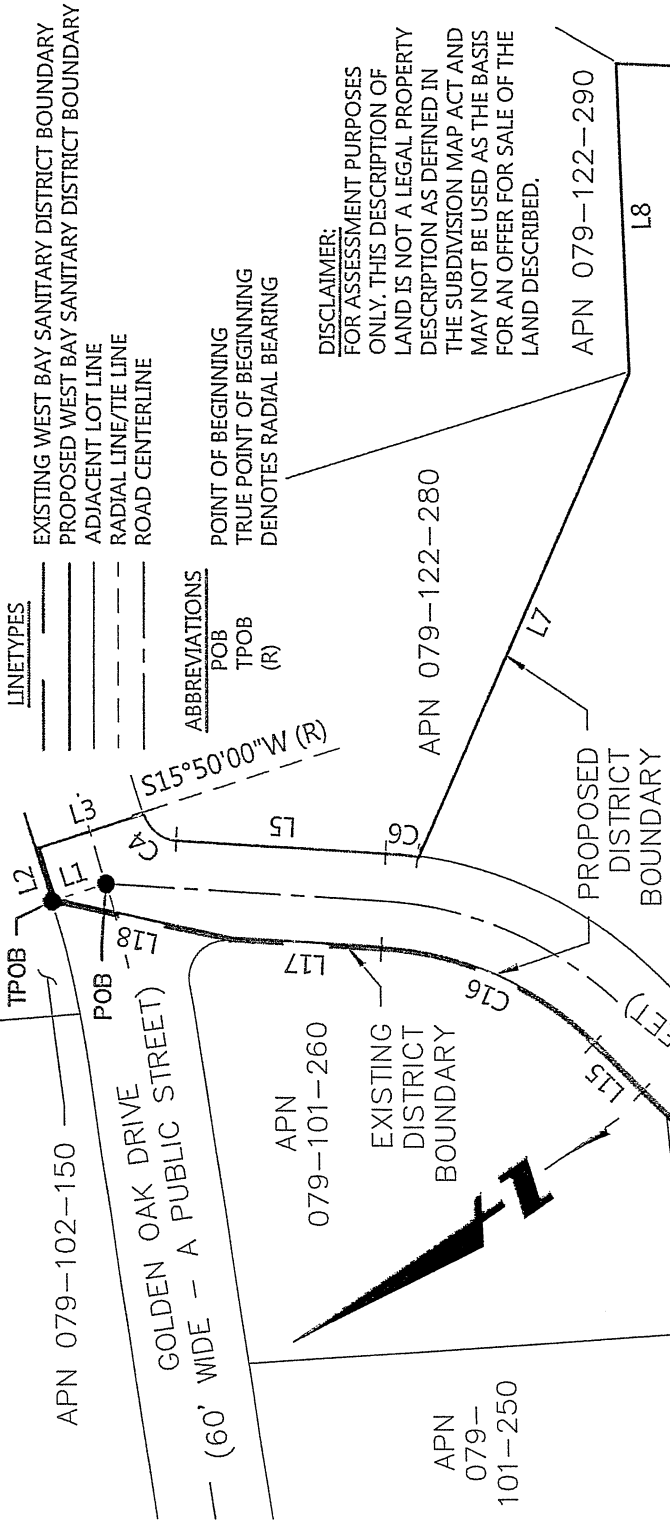 LINETYPES
EXISTING WEST BAY SANITARY DISTRICT BOUNDARY
PROPOSED WEST BAY SANITARY DISTRICT BOUNDARY
ADJACENT LOT LINE
RADIAL LINE/TIE LINE
ROAD CENTERLINE
ABBREVIATIONS
POB POINT OF BEGINNING
TPOB TRUE POINT OF BEGINNING
(R) DENOTES RADIAL BEARING
DISCLAIMER:
FOR ASSESSMENT PURPOSES
ONLY. THIS DESCRIPTION OF
LAND IS NOT A LEGAL PROPERTY
DESCRIPTION AS DEFINED IN
THE SUBDIVISION MAP ACT AND
MAY NOT BE USED AS THE BASIS
FOR AN OFFER FOR SALE OF THE
LAND DESCRIBED.
APN 079-102-150
TPOB
POB
L2
L1
L3
S15°50'00"W (R)
C4
L18
GOLDEN OAK DRIVE
(60' WIDE - A PUBLIC STREET)
L5
L17
C6
C16
L15
APN
079-101-260
EXISTING
DISTRICT
BOUNDARY
APN 079-122-280
L7
PROPOSED
DISTRICT
BOUNDARY
APN 079-122-290
L8
APN
079-
101-250